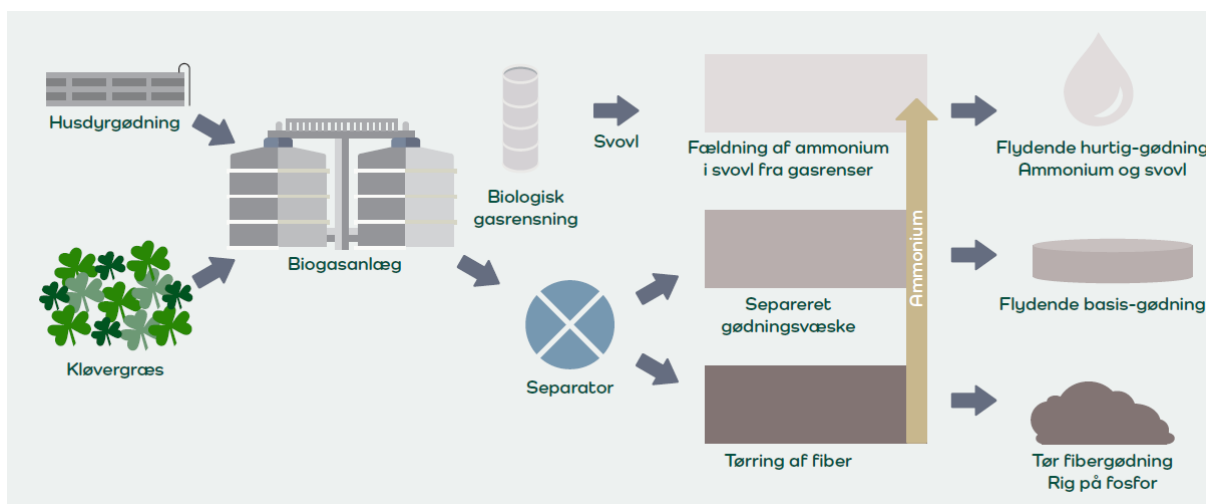 Husdyrgødning
Kløvergræs
Biogasanlæg
Biologisk
gasrensning
Svovl
Separator
Fældning af ammonium
i svovl fra gasrenser
Separeret
gødningsvæske
Tørring af fiber
Ammonium
Flydende hurtig-gødning
Ammonium og svovl
Flydende basis-gødning
Tør fibergødning
Rig på fosfor